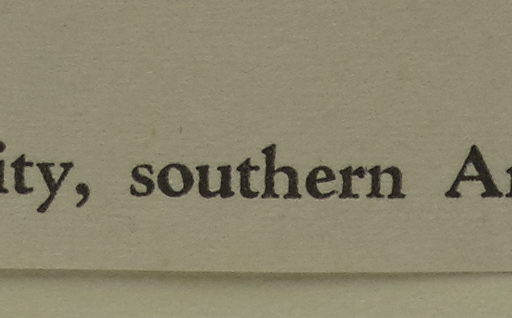 ity, southern A